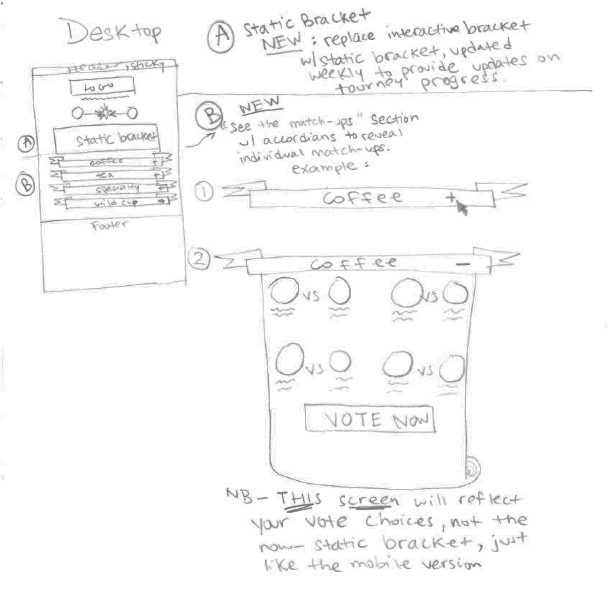 Desktop
Header, sticky
LOGO
Static bracket
coffee +
tea +
specialty +
wild cup +
Footer
A
B
A Static Bracket
NEW: replace interactive bracket
w/ static bracket, updated
weekly to provide updates on
tourney progress.
B NEW
"See the match-ups" section
w/ accordians to reveal
individual match-ups.
example:
1 Coffee +
2 Coffee –
VS VS
VS VS
VOTE NOW
NB – THIS screen will reflect
your vote choices, not the
now-static bracket, just
like the mobile version